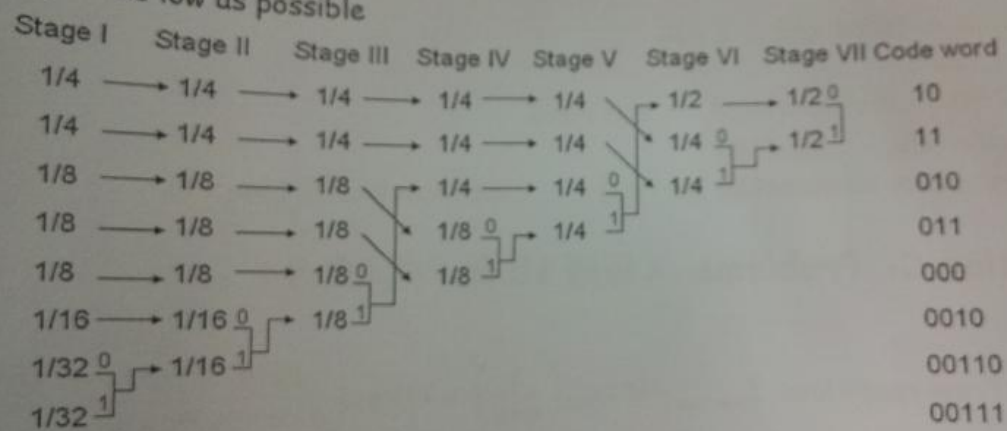 low as possible
Stage I Stage II Stage III Stage IV Stage V Stage VI Stage VII Code word
1/4 1/4 1/4 1/4 1/4 1/2 1/2 0 10
1/4 1/4 1/4 1/4 1/4 1/4 0 1/2 1 11
1/8 1/8 1/8 1/4 1/4 0 1/4 1 010
1/8 1/8 1/8 1/8 0 1/4 1 011
1/8 1/8 1/8 0 1/8 1 000
1/16 1/16 0 1/8 1 0010
1/32 0 1/16 1 00110
1/32 1 00111